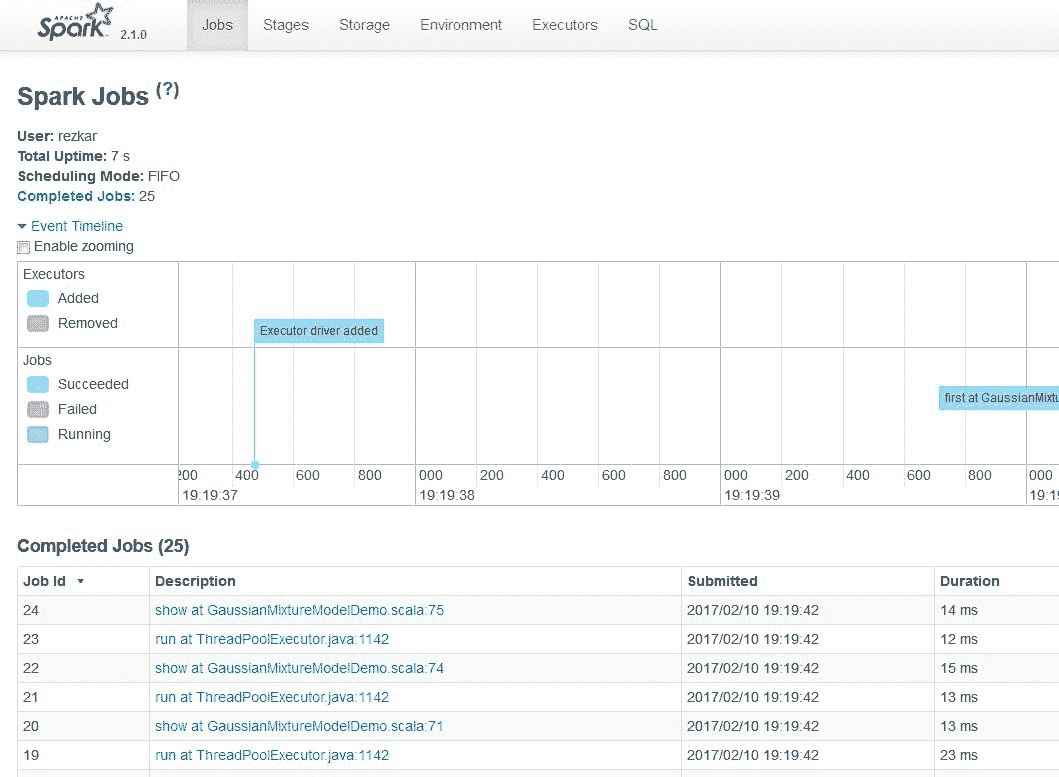 APACHE
Spark 2.1.0 Jobs Stages Storage Environment Executors SQL
Spark Jobs (?)
User: rezkar
Total Uptime: 7 s
Scheduling Mode: FIFO
Completed Jobs: 25
Event Timeline
Enable zooming
Executors
Added
Removed
Executor driver added
Jobs
Succeeded
Failed
Running
first at GaussianMixtu
200 400 600 800 000 200 400 600 800 000 200 400 600 800 000
19:19:37 19:19:38 19:19:39 19:19
Completed Jobs (25)
Job Id Description Submitted Duration
24 show at GaussianMixtureModelDemo.scala:75 2017/02/10 19:19:42 14 ms
23 run at ThreadPoolExecutor.java:1142 2017/02/10 19:19:42 12 ms
22 show at GaussianMixtureModelDemo.scala:74 2017/02/10 19:19:42 15 ms
21 run at ThreadPoolExecutor.java:1142 2017/02/10 19:19:42 13 ms
20 show at GaussianMixtureModelDemo.scala:71 2017/02/10 19:19:42 13 ms
19 run at ThreadPoolExecutor.java:1142 2017/02/10 19:19:42 23 ms